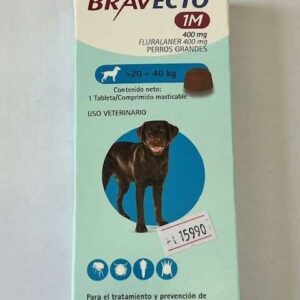 BRAVECTO
1M
400 mg
FLURALANER 400 mg
PERROS GRANDES
>20 - 40 kg
Contenido neto:
1 Tableta/Comprimido masticable
USO VETERINARIO
15990
Para el tratamiento y prevención de